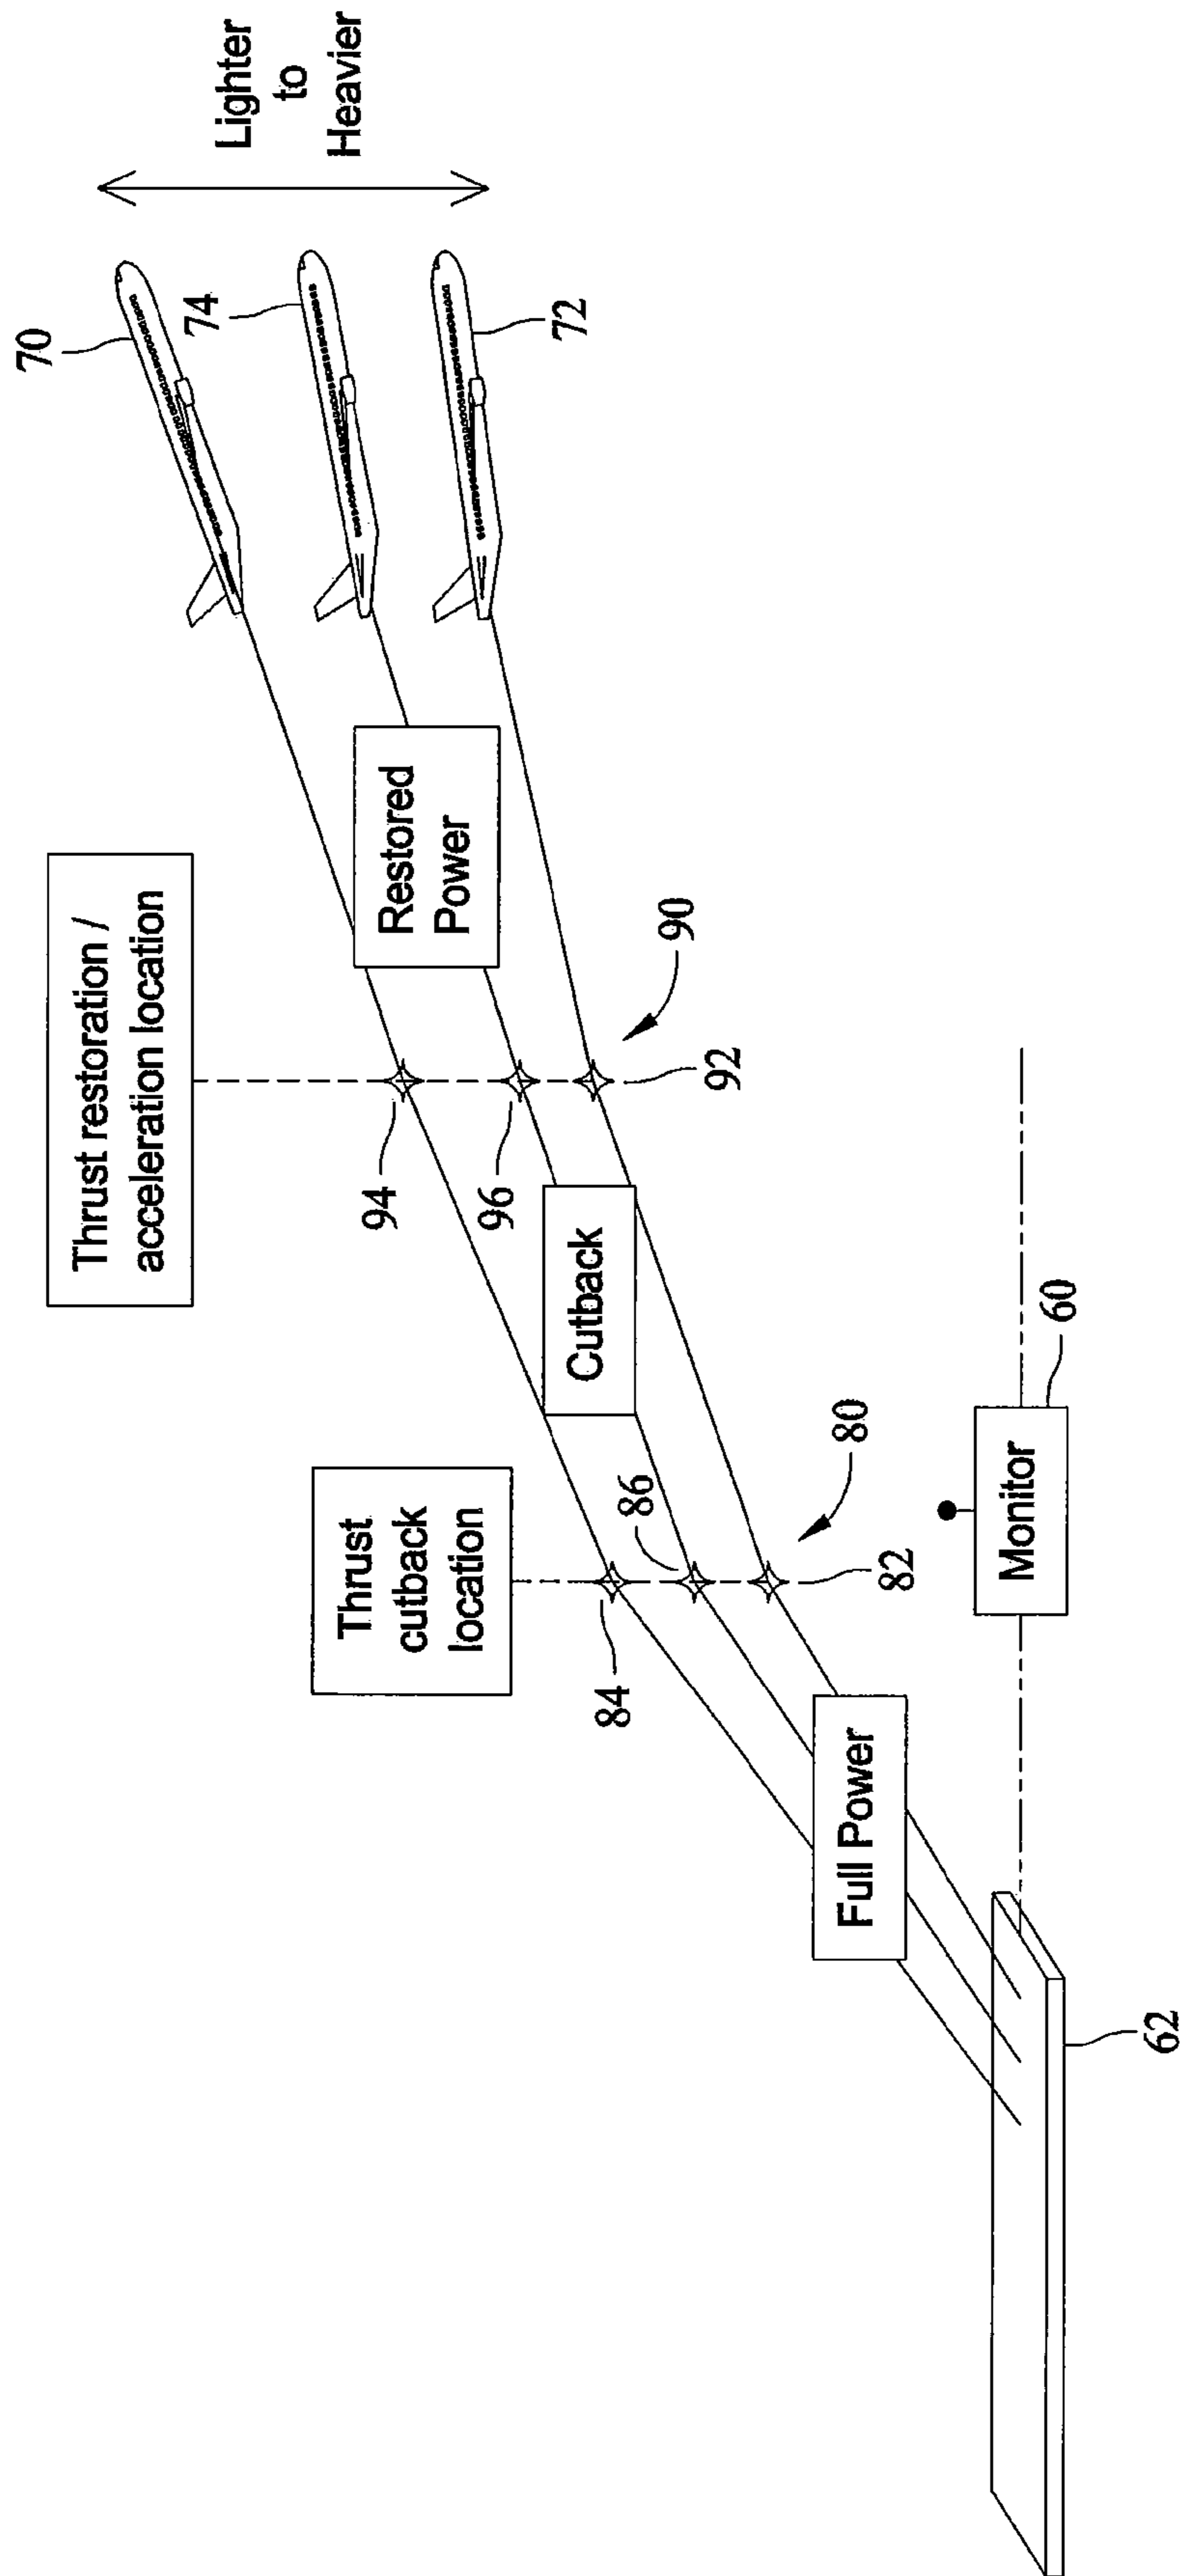 Lighter
to
Heavier
70
74
72
Thrust restoration /
acceleration location
Restored
Power
90
92
94
96
Cutback
Thrust
cutback
location
86
80
82
84
Monitor
60
Full Power
62